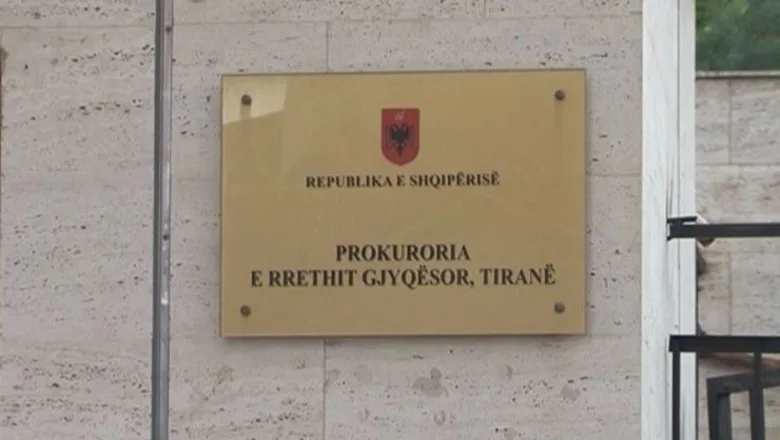 REPUBLIKA E SHQIPËRISË
PROKURORIA
E RRETHIT GJYQËSOR, TIRANË